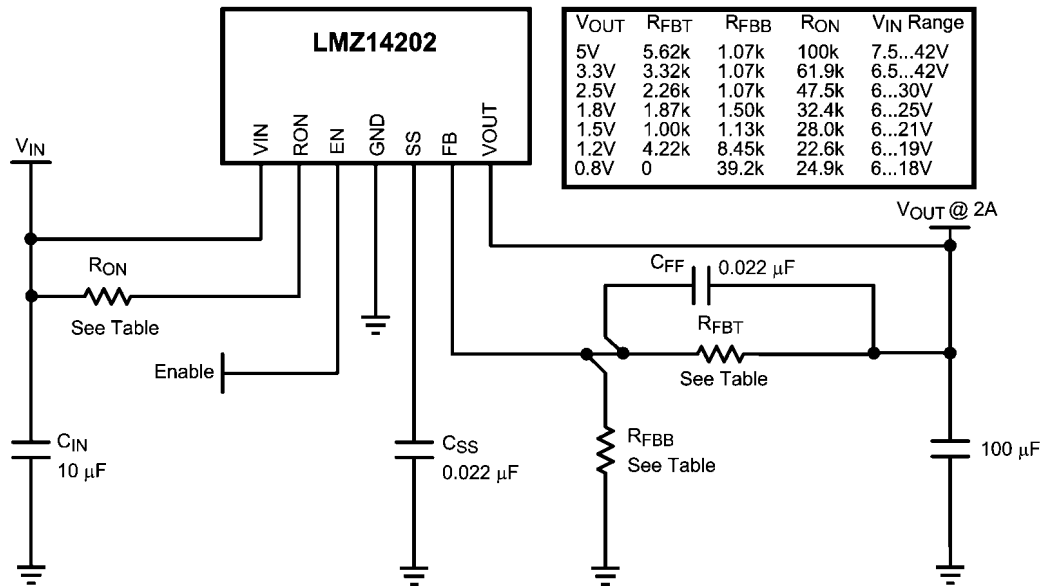 LMZ14202
VIN
RON
EN
GND
SS
FB
VOUT
VOUT RFBT RFBB RON VIN Range
5V 5.62k 1.07k 100k 7.5...42V
3.3V 3.32k 1.07k 61.9k 6.5...42V
2.5V 2.26k 1.07k 47.5k 6...30V
1.8V 1.87k 1.50k 32.4k 6...25V
1.5V 1.00k 1.13k 28.0k 6...21V
1.2V 4.22k 8.45k 22.6k 6...19V
0.8V 0 39.2k 24.9k 6...18V
VIN
VOUT @ 2A
RON
See Table
CFF 0.022 μF
RFBT
See Table
Enable
CIN
10 μF
CSS
0.022 μF
RFBB
See Table
100 μF